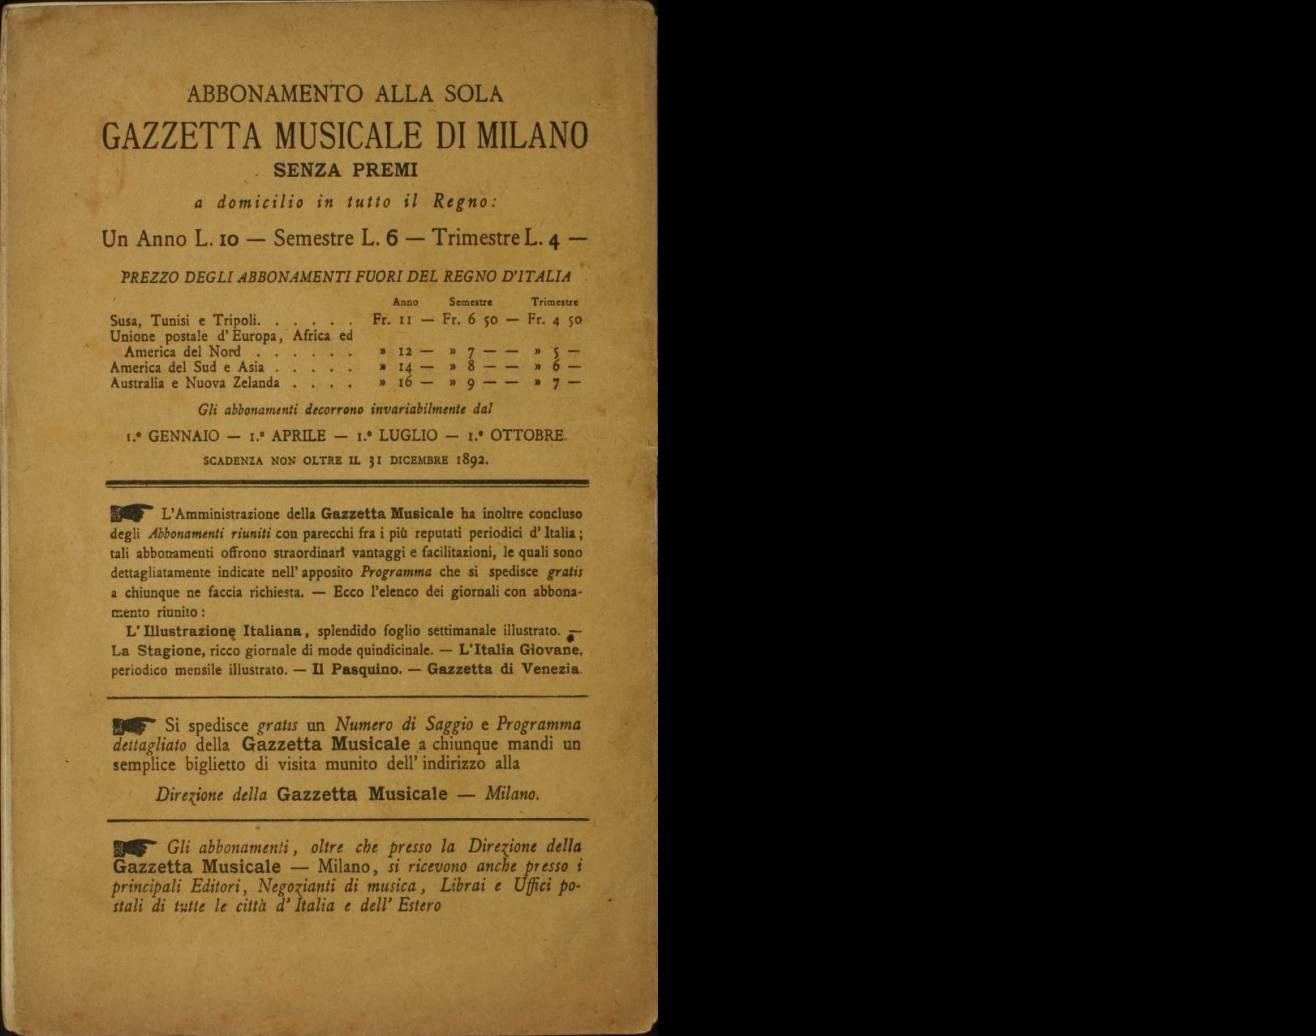 ABBONAMENTO ALLA SOLA
GAZZETTA MUSICALE DI MILANO
SENZA PREMI
a domicilio in tutto il Regno:
Un Anno L. 10 — Semestre L. 6 — Trimestre L. 4 —
PREZZO DEGLI ABBONAMENTI FUORI DEL REGNO D'ITALIA
Anno Semestre Trimestre
Susa, Tunisi e Tripoli. . . . . . Fr. 11 — Fr. 6 50 — Fr. 4 50
Unione postale d'Europa, Africa ed
America del Nord . . . . . . » 12 — » 7 — — » 5 —
America del Sud e Asia . . . . . » 14 — » 8 — — » 6 —
Australia e Nuova Zelanda . . . . » 16 — » 9 — — » 7 —
Gli abbonamenti decorrono invariabilmente dal
1.º GENNAIO — 1.º APRILE — 1.º LUGLIO — 1.º OTTOBRE.
SCADENZA NON OLTRE IL 31 DICEMBRE 1892.
L'Amministrazione della Gazzetta Musicale ha inoltre concluso
degli Abbonamenti riuniti con parecchi fra i più reputati periodici d'Italia;
tali abbonamenti offrono straordinarî vantaggi e facilitazioni, le quali sono
dettagliatamente indicate nell'apposito Programma che si spedisce gratis
a chiunque ne faccia richiesta. — Ecco l'elenco dei giornali con abbona-
mento riunito:
L'Illustrazione Italiana, splendido foglio settimanale illustrato. —
La Stagione, ricco giornale di mode quindicinale. — L'Italia Giovane,
periodico mensile illustrato. — Il Pasquino. — Gazzetta di Venezia.
Si spedisce gratis un Numero di Saggio e Programma
dettagliato della Gazzetta Musicale a chiunque mandi un
semplice biglietto di visita munito dell'indirizzo alla
Direzione della Gazzetta Musicale — Milano.
Gli abbonamenti, oltre che presso la Direzione della
Gazzetta Musicale — Milano, si ricevono anche presso i
principali Editori, Negozianti di musica, Librai e Uffici po-
stali di tutte le città d'Italia e dell'Estero